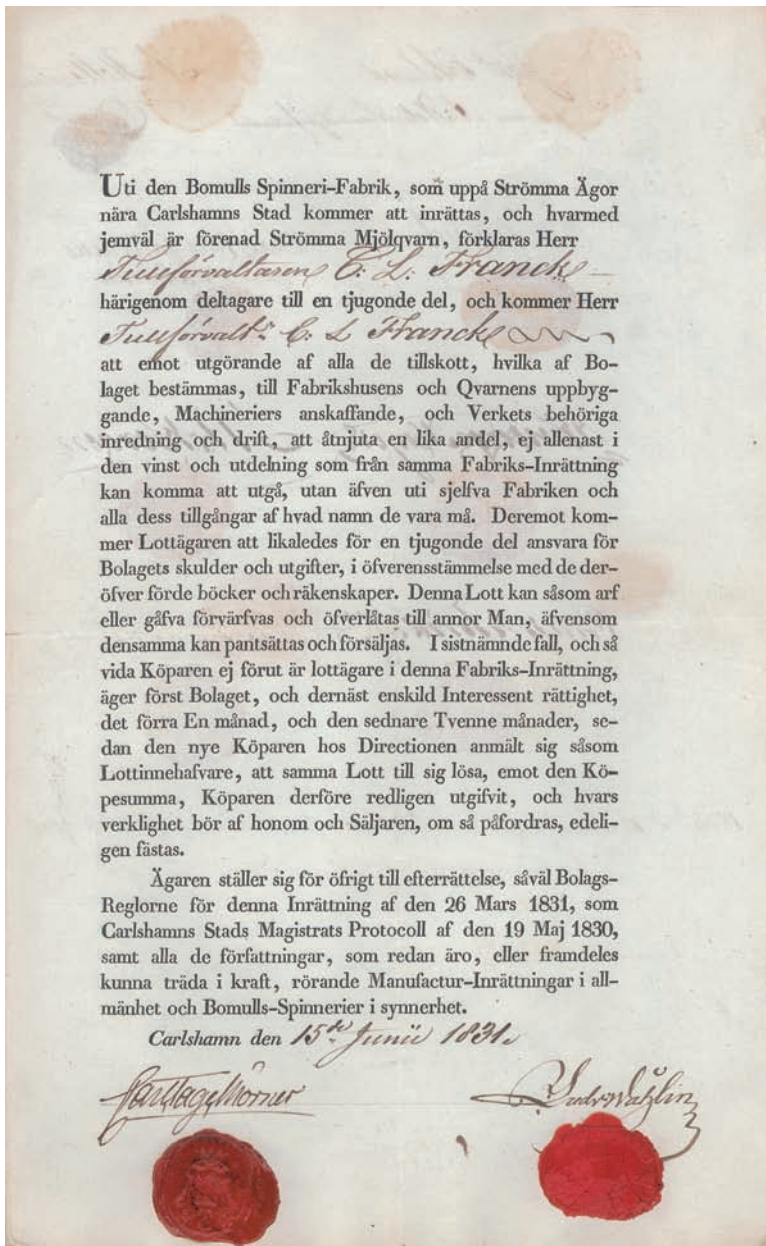 Uti den Bomulls Spinneri-Fabrik, som uppå Strömma Ägor
nära Carlshamns Stad kommer att inrättas, och hvarmed
jemväl är förenad Strömma Mjölqvarn, förklaras Herr
Tullförvaltaren C: L: Franck
härigenom deltagare till en tjugonde del, och kommer Herr
Tullförvalt:n C: L Franck
att emot utgörande af alla de tillskott, hvilka af Bo-
laget bestämmas, till Fabrikshusens och Qvarnens uppbyg-
gande, Machineriers anskaffande, och Verkets behöriga
inredning och drift, att åtnjuta en lika andel, ej allenast i
den vinst och utdelning som från samma Fabriks-Inrättning
kan komma att utgå, utan äfven uti sjelfva Fabriken och
alla dess tillgångar af hvad namn de vara må. Deremot kom-
mer Lottägaren att likaledes för en tjugonde del ansvara för
Bolagets skulder och utgifter, i öfverensstämmelse med de der-
öfver förde böcker och räkenskaper. Denna Lott kan såsom arf
eller gåfva förvärfvas och öfverlåtas till annor Man, äfvensom
densamma kan pantsättas och försäljas. I sistnämnde fall, och så
vida Köparen ej förut är lottägare i denna Fabriks-Inrättning,
äger först Bolaget, och dernäst enskild Interessent rättighet,
det förra En månad, och den sednare Tvenne månader, se-
dan den nye Köparen hos Directionen anmält sig såsom
Lottinnehafvare, att samma Lott till sig lösa, emot den Kö-
pesumma, Köparen derföre redligen utgifvit, och hvars
verklighet bör af honom och Säljaren, om så påfordras, edeli-
gen fästas.
Ägaren ställer sig för öfrigt till efterrättelse, såväl Bolags-
Reglorne för denna Inrättning af den 26 Mars 1831, som
Carlshamns Stads Magistrats Protocoll af den 19 Maj 1830,
samt alla de författningar, som redan äro, eller framdeles
kunna träda i kraft, rörande Manufactur-Inrättningar i all-
mänhet och Bomulls-Spinnerier i synnerhet.
Carlshamn den 15de Junii 1831.
Carl Tage Mörner